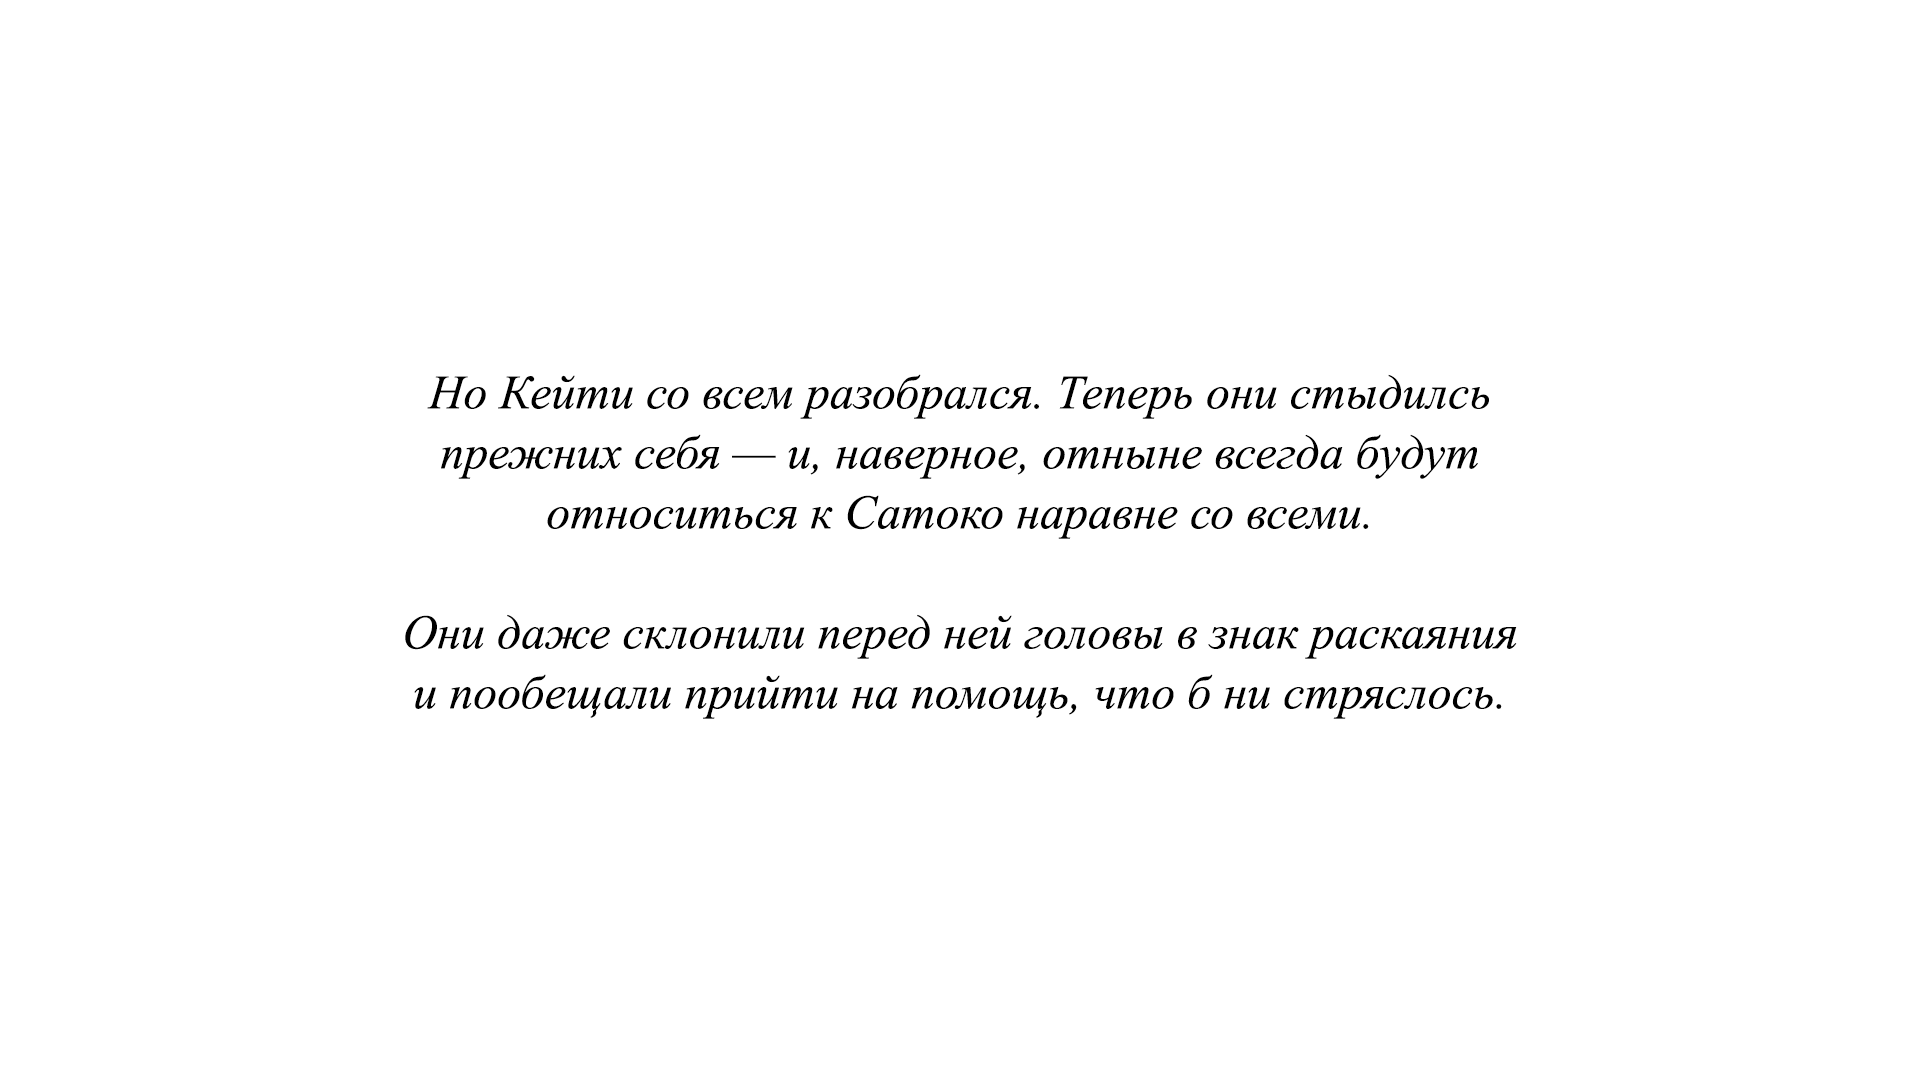 Но Кейти со всем разобрался. Теперь они стыдилсь
прежних себя — и, наверное, отныне всегда будут
относиться к Сатоко наравне со всеми.
Они даже склонили перед ней головы в знак раскаяния
и пообещали прийти на помощь, что б ни стряслось.